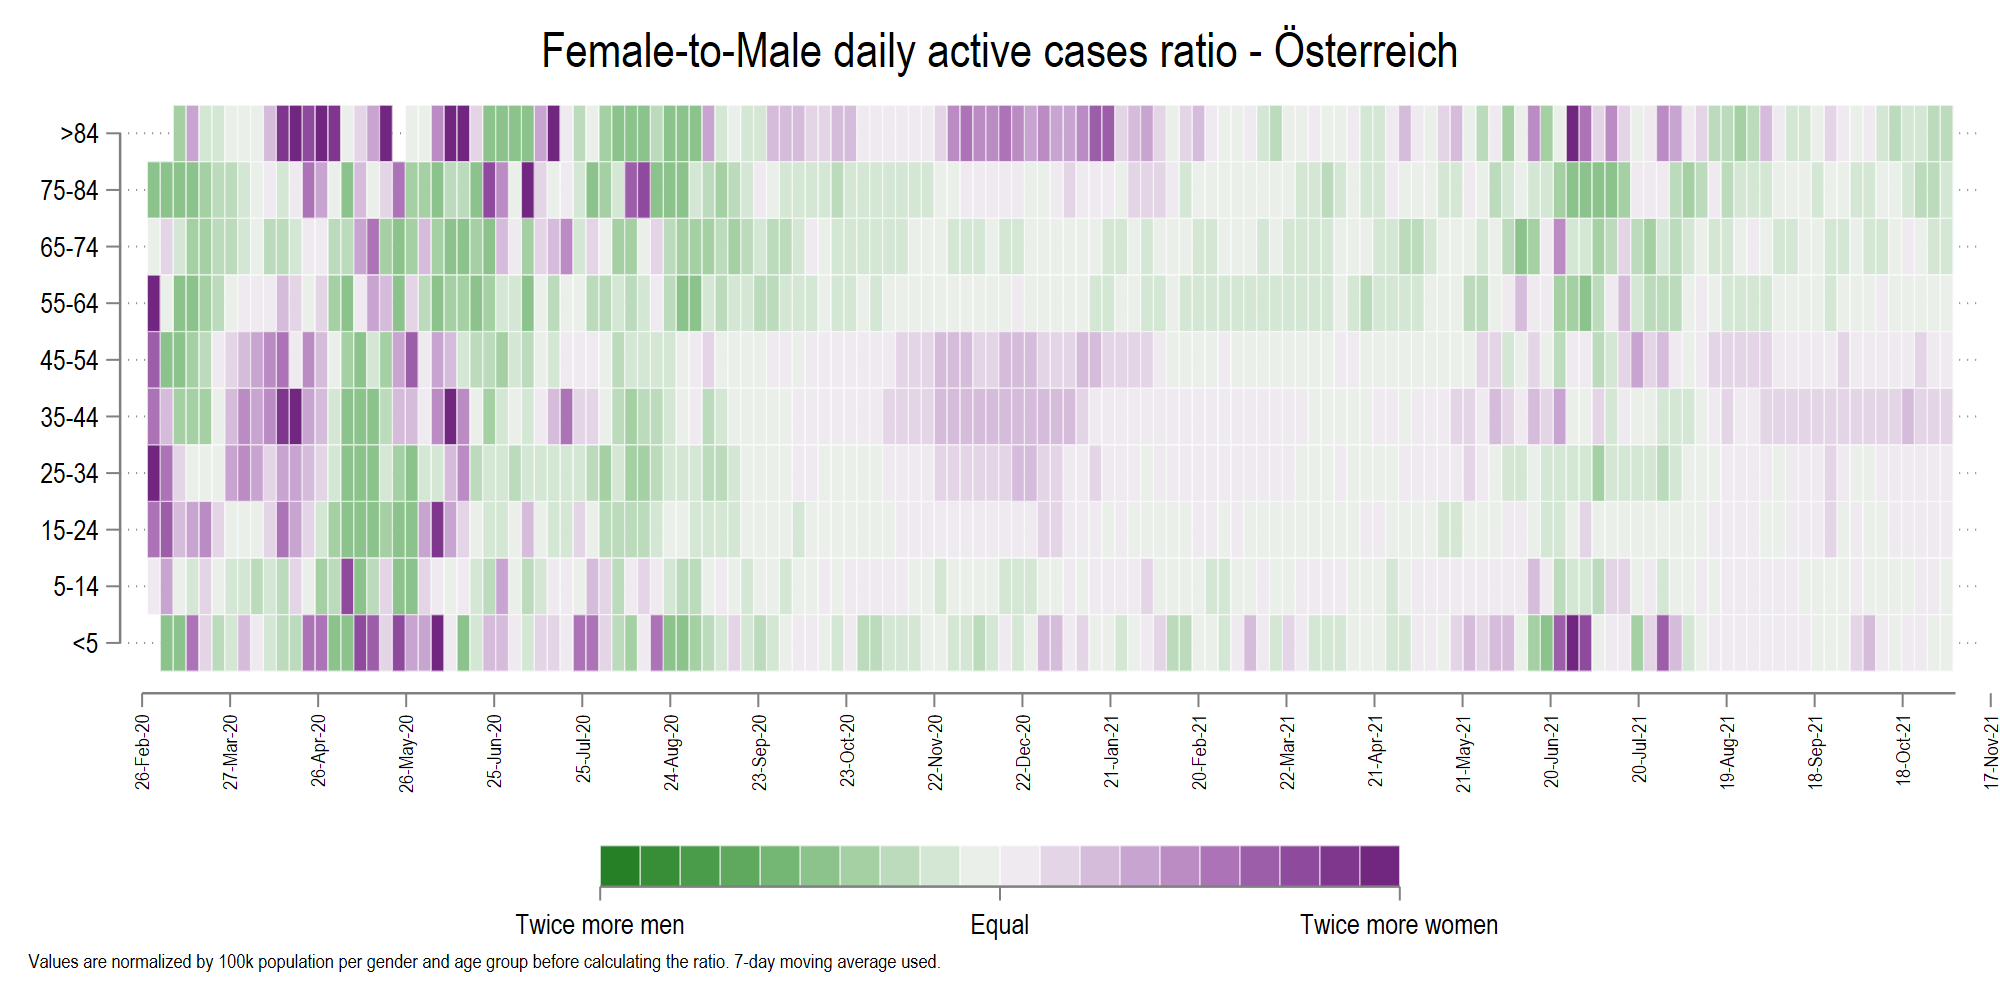 Female-to-Male daily active cases ratio - Österreich
>84
75-84
65-74
55-64
45-54
35-44
25-34
15-24
5-14
<5
26-Feb-20
27-Mar-20
26-Apr-20
26-May-20
25-Jun-20
25-Jul-20
24-Aug-20
23-Sep-20
23-Oct-20
22-Nov-20
22-Dec-20
21-Jan-21
20-Feb-21
22-Mar-21
21-Apr-21
21-May-21
20-Jun-21
20-Jul-21
19-Aug-21
18-Sep-21
18-Oct-21
17-Nov-21
Twice more men
Equal
Twice more women
Values are normalized by 100k population per gender and age group before calculating the ratio. 7-day moving average used.